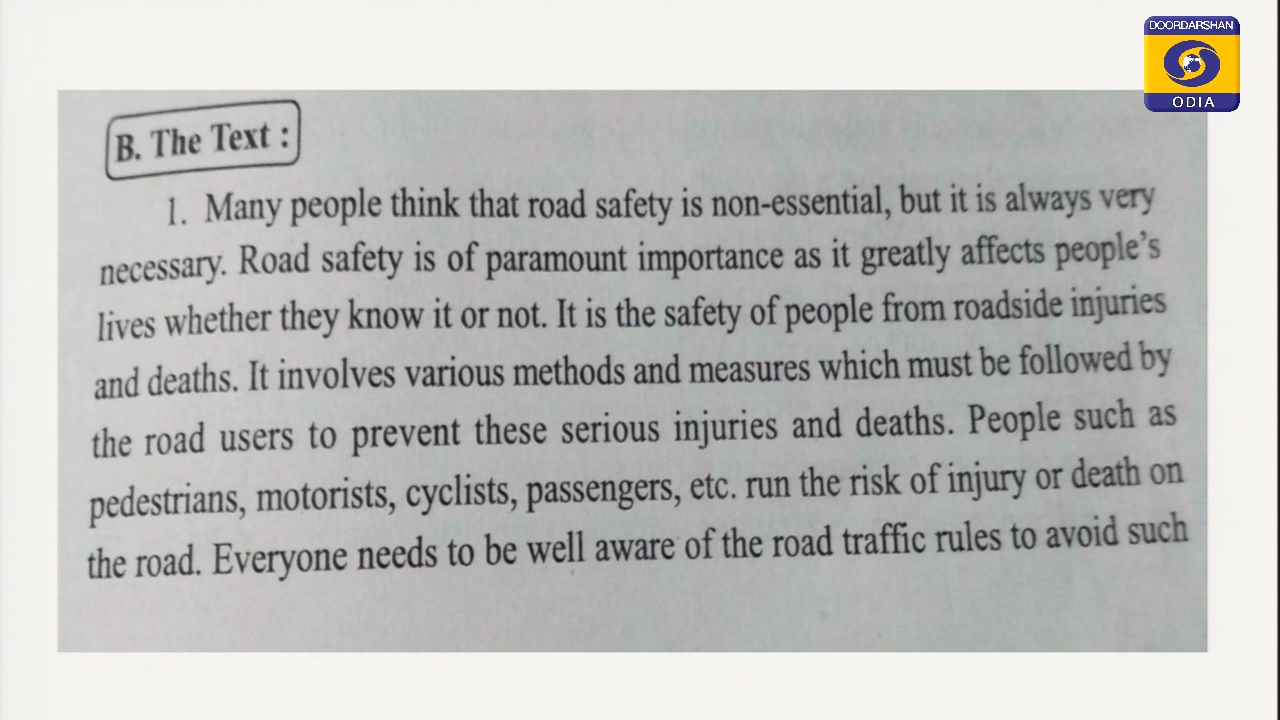 DOORDARSHAN
ODIA
B. The Text :
1. Many people think that road safety is non-essential, but it is always very
necessary. Road safety is of paramount importance as it greatly affects people's
lives whether they know it or not. It is the safety of people from roadside injuries
and deaths. It involves various methods and measures which must be followed by
the road users to prevent these serious injuries and deaths. People such as
pedestrians, motorists, cyclists, passengers, etc. run the risk of injury or death on
the road. Everyone needs to be well aware of the road traffic rules to avoid such